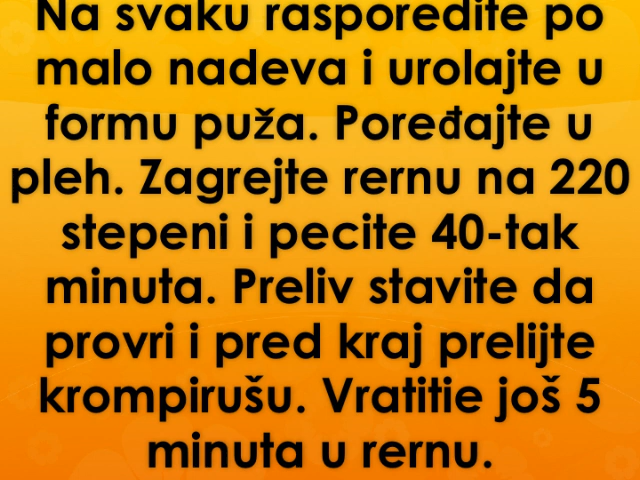 Na svaku rasporedite po
malo nadeva i urolajte u
formu puža. Poređajte u
pleh. Zagrejte rernu na 220
stepeni i pecite 40-tak
minuta. Preliv stavite da
provri i pred kraj prelijte
krompirušu. Vratitie još 5
minuta u rernu.